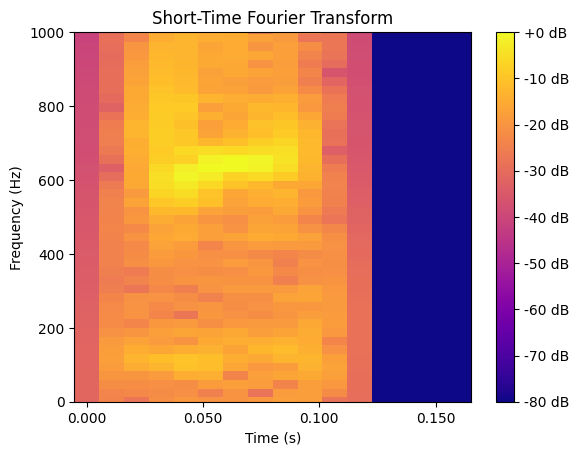 Short-Time Fourier Transform
1000
800
600
400
200
0
Frequency (Hz)
0.000
0.050
0.100
0.150
Time (s)
+0 dB
-10 dB
-20 dB
-30 dB
-40 dB
-50 dB
-60 dB
-70 dB
-80 dB